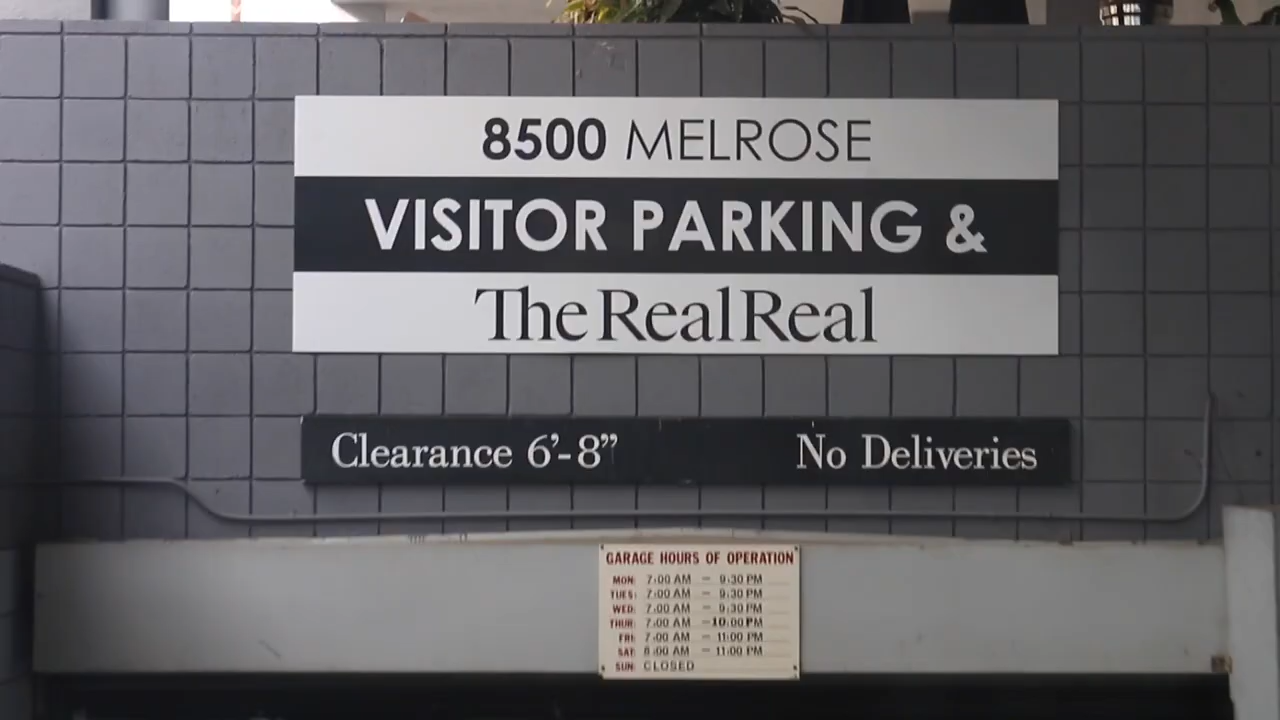 8500 MELROSE
VISITOR PARKING &
The RealReal
Clearance 6'-8" No Deliveries
GARAGE HOURS OF OPERATION
MON: 7:00 AM – 9:30 PM
TUES: 7:00 AM – 9:30 PM
WED: 7:00 AM – 9:30 PM
THUR: 7:00 AM – 10:00 PM
FRI: 7:00 AM – 11:00 PM
SAT: 8:00 AM – 11:00 PM
SUN: CLOSED